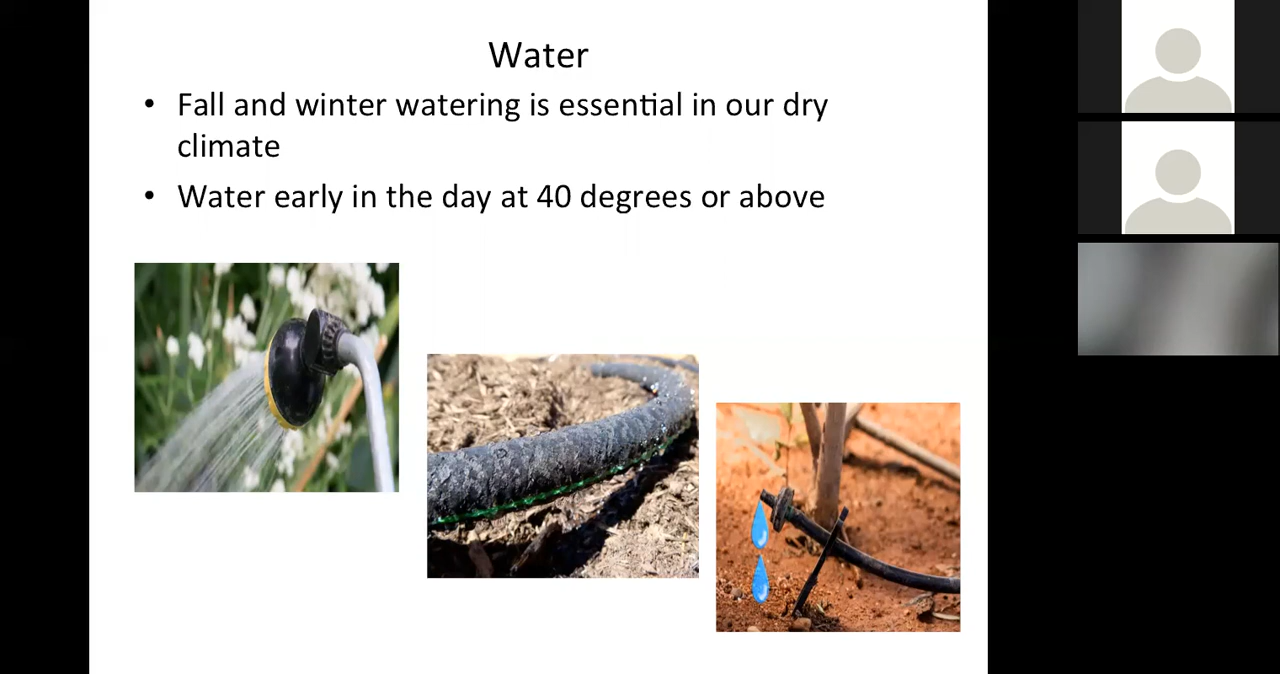 Water
• Fall and winter watering is essential in our dry
climate
• Water early in the day at 40 degrees or above